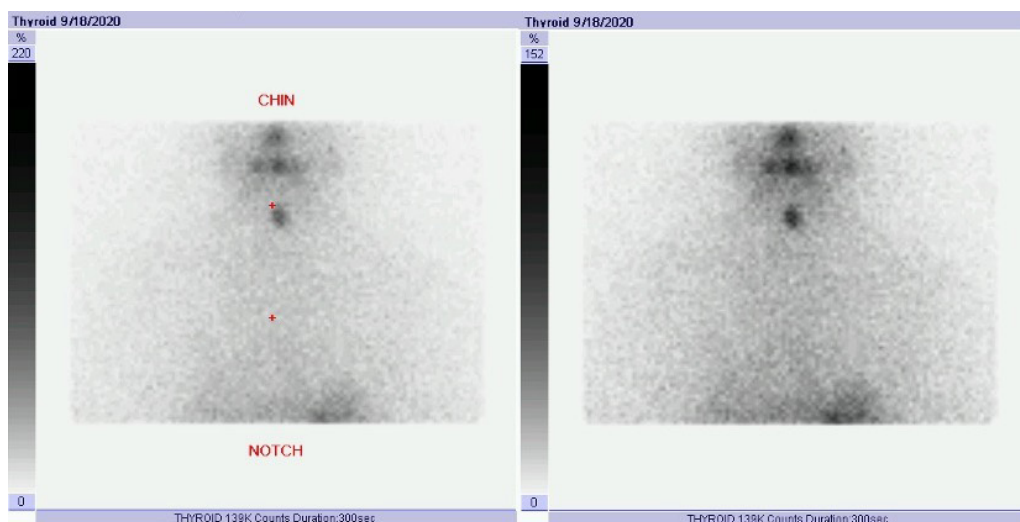 Thyroid 9/18/2020
%
220
CHIN
NOTCH
0
THYROID 139K Counts Duration:300sec
Thyroid 9/18/2020
%
152
0
THYROID 139K Counts Duration:300sec